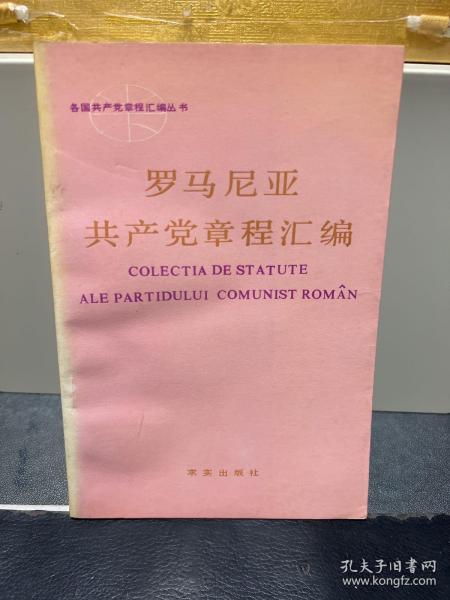 各国共产党章程汇编丛书
罗马尼亚
共产党章程汇编
COLECTIA DE STATUTE
ALE PARTIDULUI COMUNIST ROMÂN
求实出版社
孔夫子旧书网
www.kongfz.com